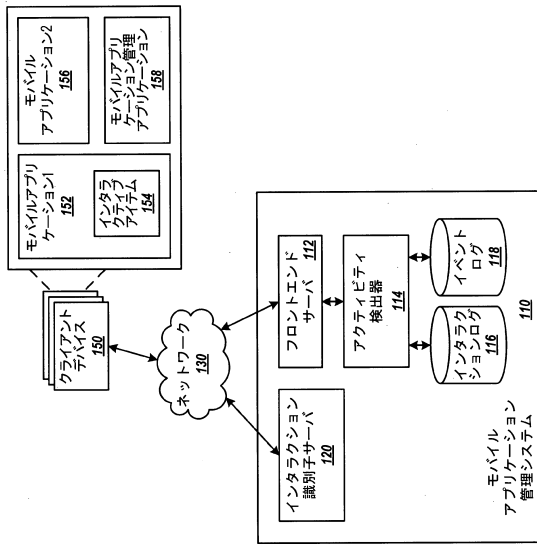 モバイルアプリ
ケーション1
152
インタラ
クティブ
アイテム
154
モバイル
アプリケーション2
156
モバイルアプリ
ケーション管理
アプリケーション
158
クライアント
デバイス
150
ネットワーク
130
インタラクション
識別子サーバ
120
フロントエンド
サーバ
112
アクティビティ
検出器
114
インタラク
ションログ
116
イベント
ログ
118
モバイル
アプリケーション
管理システム
110